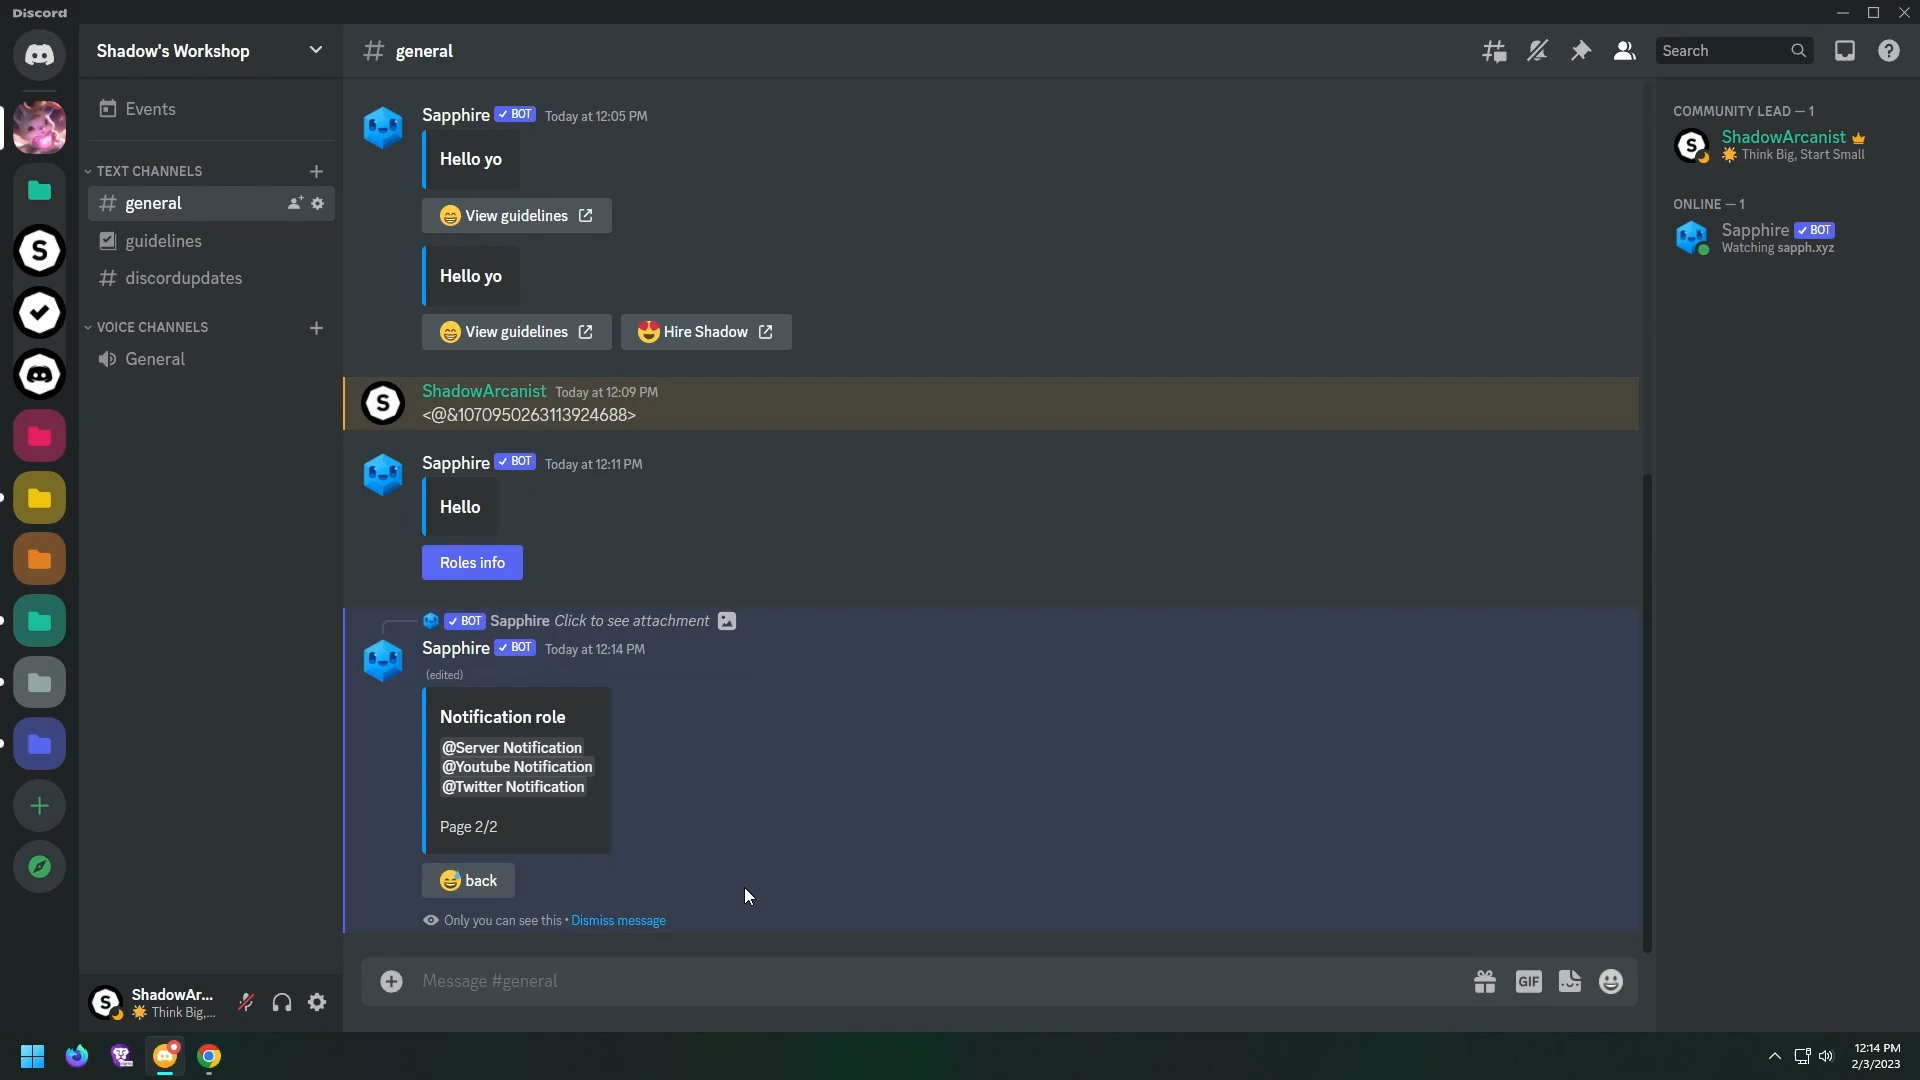 Discord
Shadow's Workshop
general
Search
Events
TEXT CHANNELS
general
guidelines
discordupdates
VOICE CHANNELS
General
Sapphire ✓ BOT Today at 12:05 PM
Hello yo
View guidelines
Hello yo
View guidelines
Hire Shadow
ShadowArcanist Today at 12:09 PM
<@&1070950263113924688>
Sapphire ✓ BOT Today at 12:11 PM
Hello
Roles info
✓ BOT Sapphire Click to see attachment
Sapphire ✓ BOT Today at 12:14 PM
(edited)
Notification role
@Server Notification
@Youtube Notification
@Twitter Notification
Page 2/2
back
Only you can see this • Dismiss message
Message #general
GIF
COMMUNITY LEAD — 1
ShadowArcanist
Think Big, Start Small
ONLINE — 1
Sapphire ✓ BOT
Watching sapph.xyz
ShadowAr...
Think Big,...
12:14 PM
2/3/2023